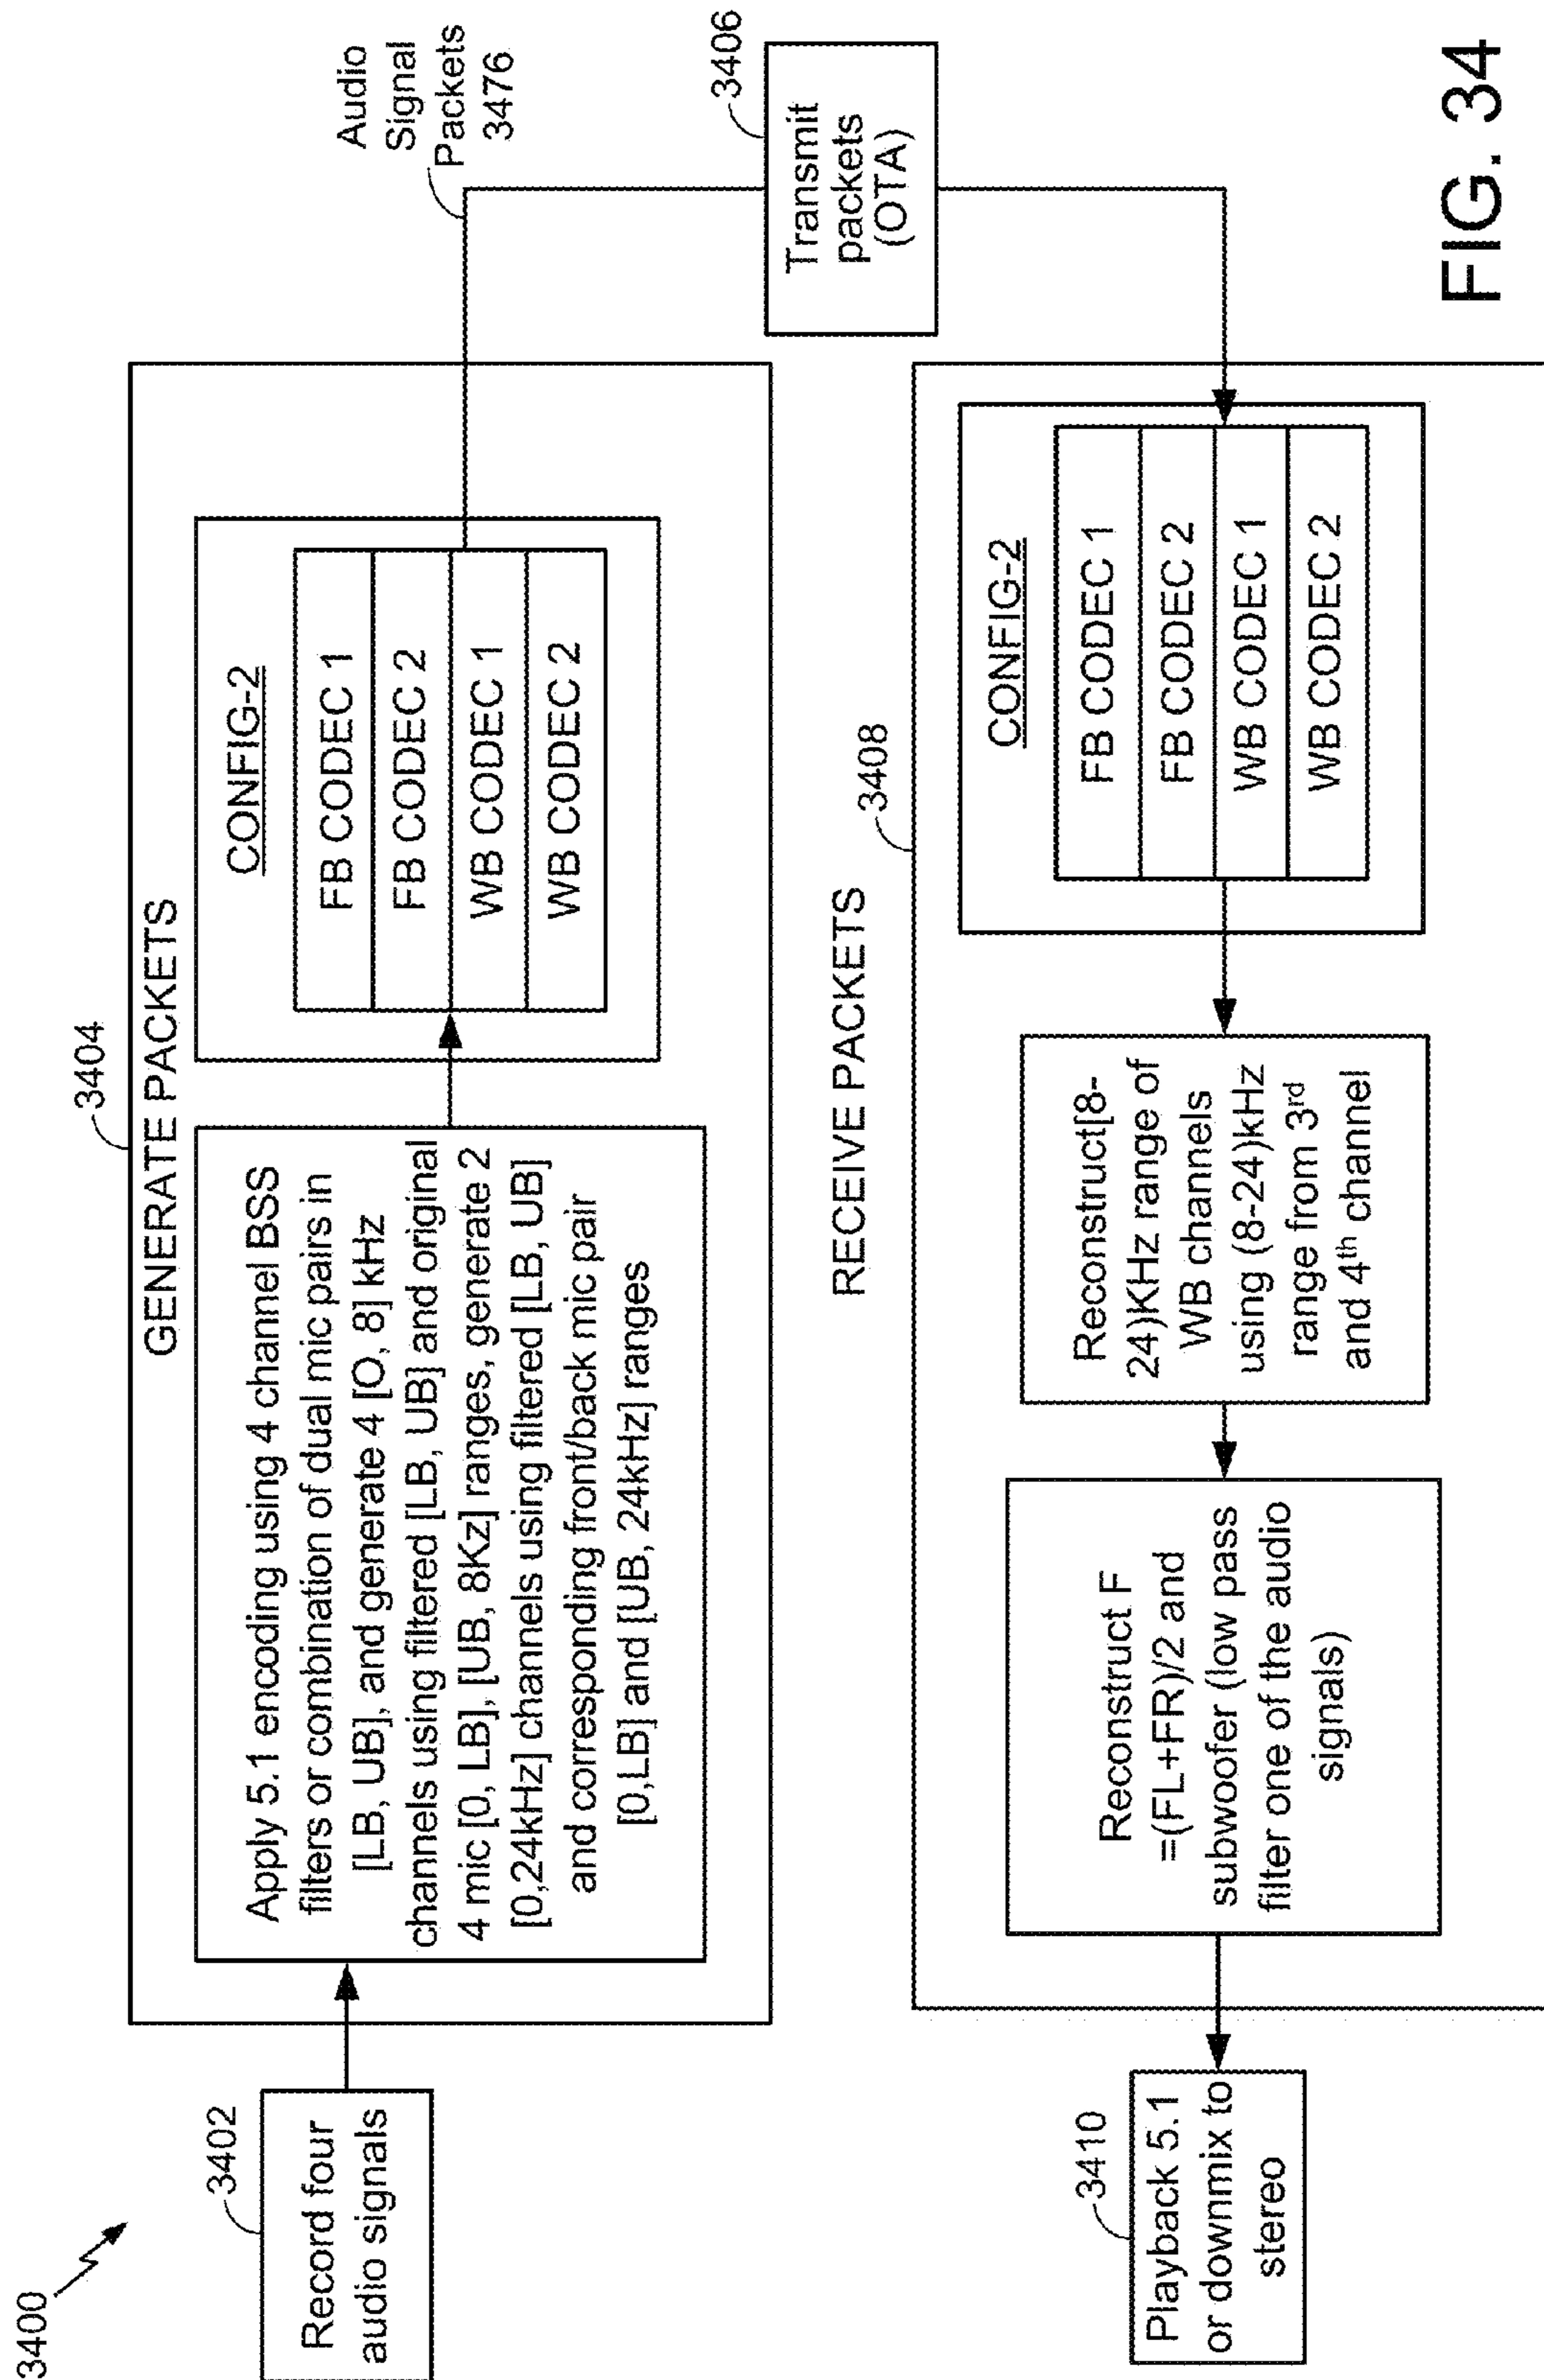 3400
3402
Record four
audio signals
3404
GENERATE PACKETS
Apply 5.1 encoding using 4 channel BSS
filters or combination of dual mic pairs in
[LB, UB], and generate 4 [O, 8] kHz
channels using filtered [LB, UB] and original
4 mic [0, LB], [UB, 8Kz] ranges, generate 2
[0,24kHz] channels using filtered [LB, UB]
and corresponding front/back mic pair
[0,LB] and [UB, 24kHz] ranges
CONFIG-2
FB CODEC 1
FB CODEC 2
WB CODEC 1
WB CODEC 2
Audio
Signal
Packets
3476
3406
Transmit
packets
(OTA)
RECEIVE PACKETS
3408
CONFIG-2
FB CODEC 1
FB CODEC 2
WB CODEC 1
WB CODEC 2
Reconstruct[8-
24)KHz range of
WB channels
using (8-24)kHz
range from 3rd
and 4th channel
Reconstruct F
=(FL+FR)/2 and
subwoofer (low pass
filter one of the audio
signals)
3410
Playback 5.1
or downmix to
stereo
FIG. 34